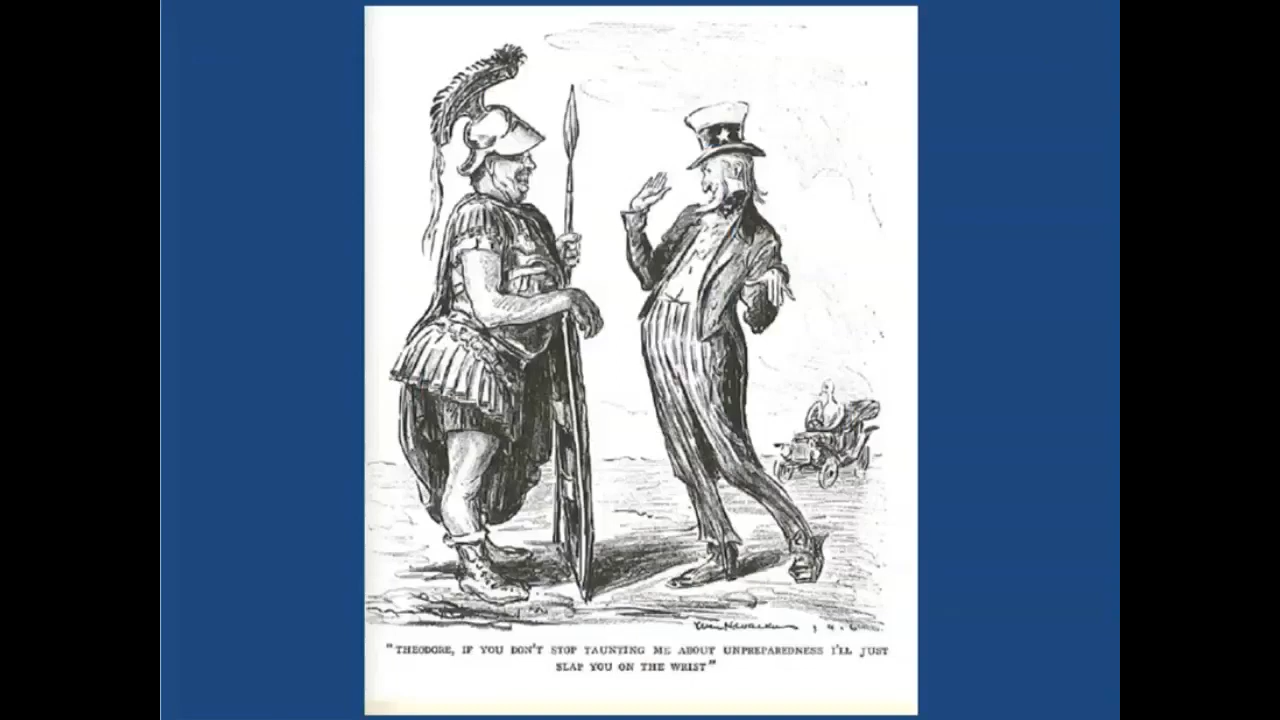 "THEODORE, IF YOU DON'T STOP TAUNTING ME ABOUT UNPREPAREDNESS I'LL JUST
SLAP YOU ON THE WRIST"